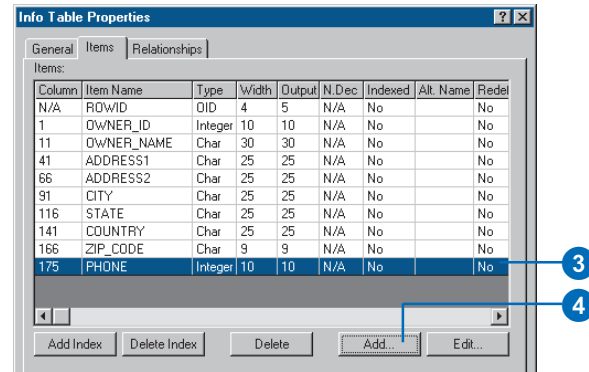 Info Table Properties ? X
General Items Relationships
Items:
Column Item Name Type Width Output N.Dec Indexed Alt. Name Redel
N/A ROWID OID 4 5 N/A No No
1 OWNER_ID Integer 10 10 N/A No No
11 OWNER_NAME Char 30 30 N/A No No
41 ADDRESS1 Char 25 25 N/A No No
66 ADDRESS2 Char 25 25 N/A No No
91 CITY Char 25 25 N/A No No
116 STATE Char 25 25 N/A No No
141 COUNTRY Char 25 25 N/A No No
166 ZIP_CODE Char 9 9 N/A No No
175 PHONE Integer 10 10 N/A No No 3
4
Add Index Delete Index Delete Add... Edit...